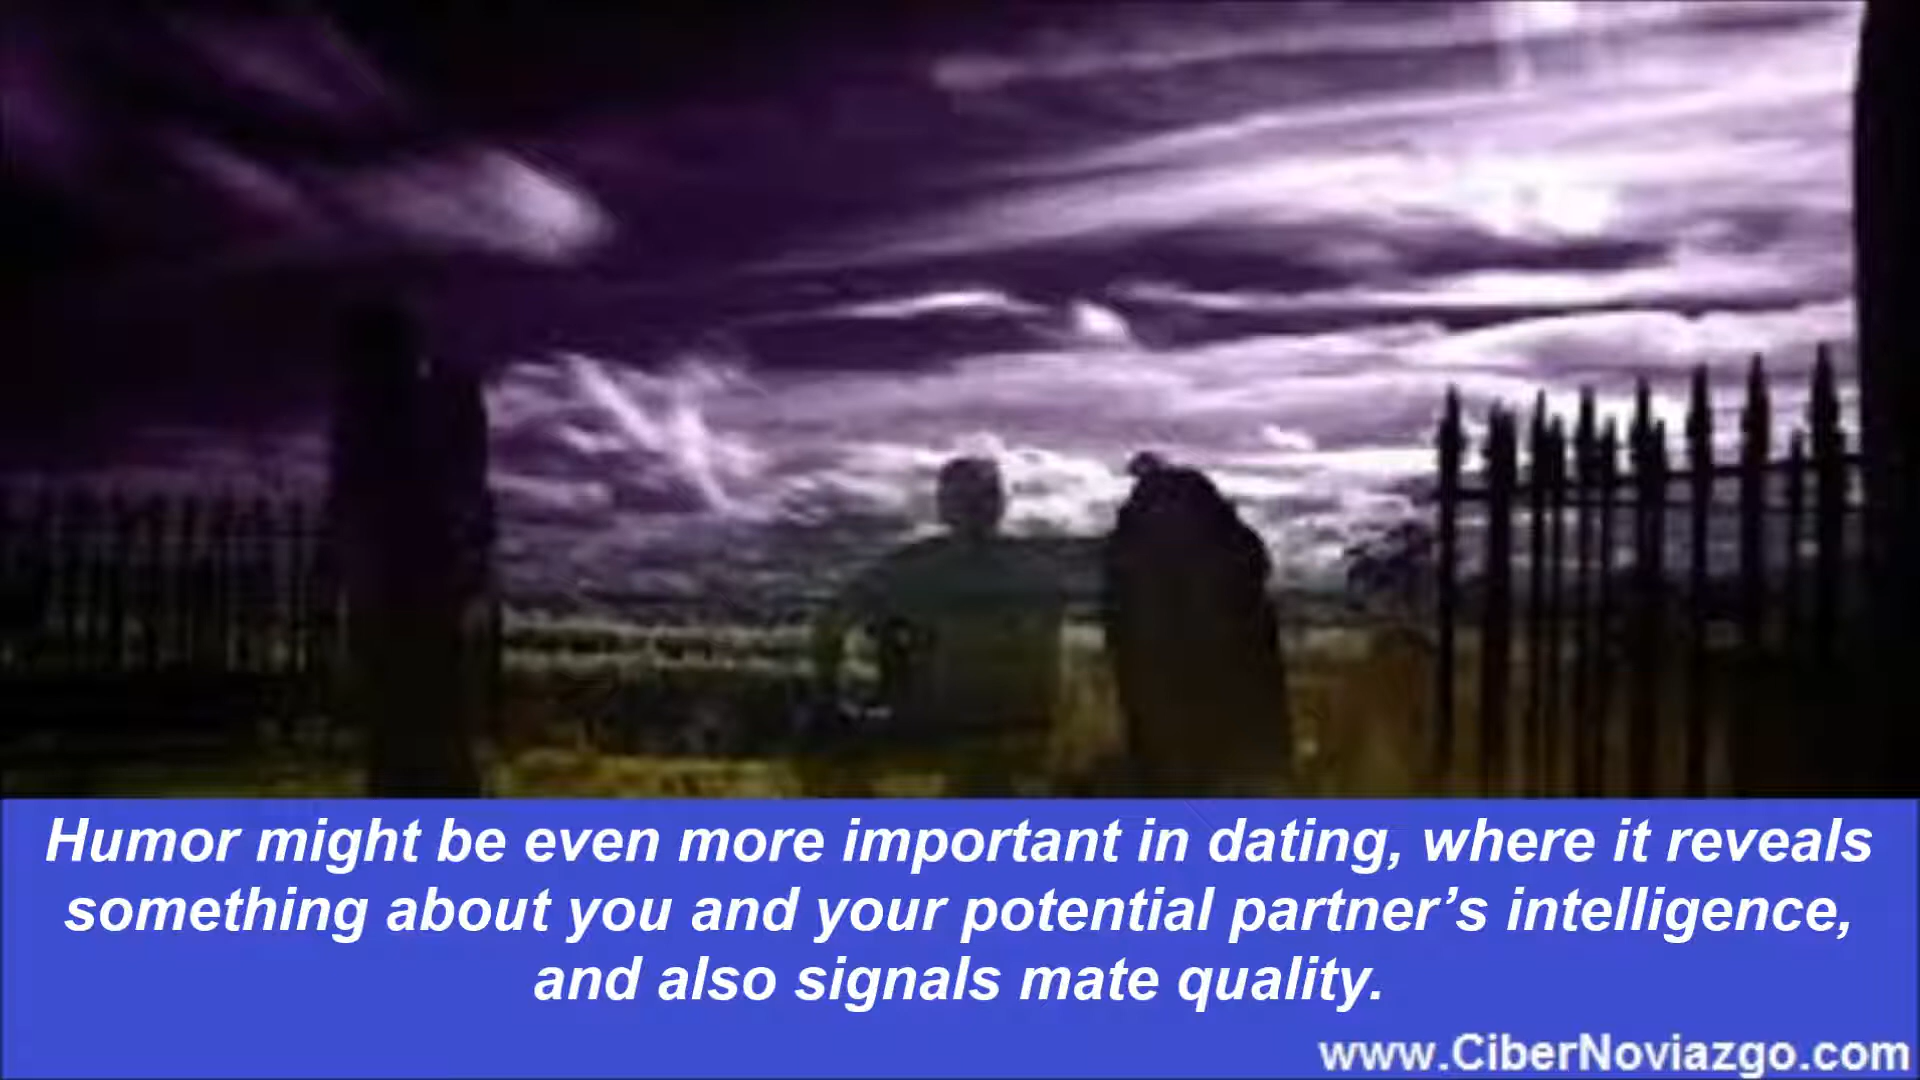 Humor might be even more important in dating, where it reveals
something about you and your potential partner’s intelligence,
and also signals mate quality.
www.CiberNoviazgo.com